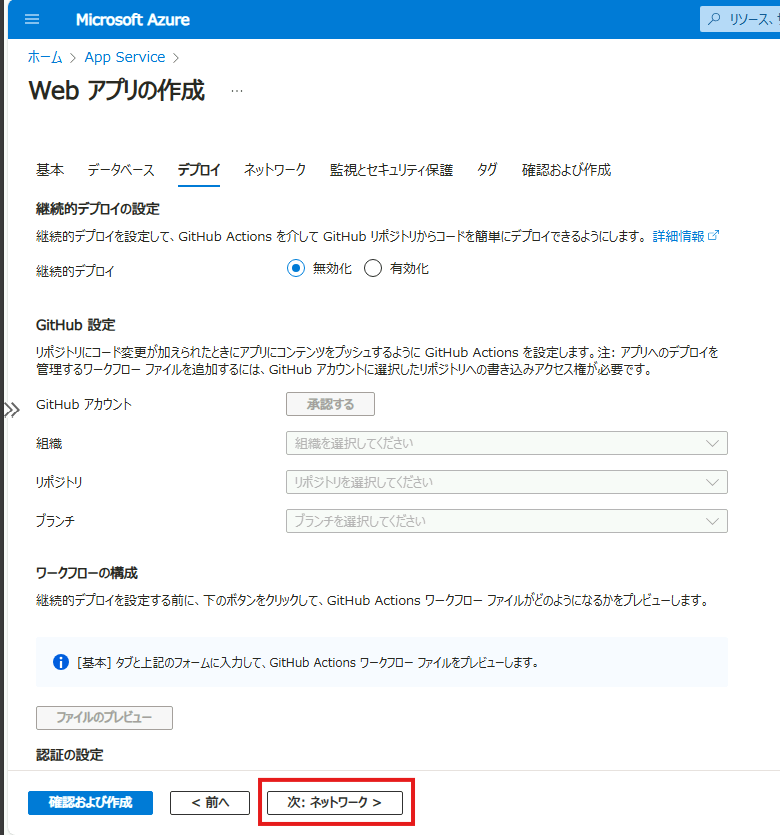 Microsoft Azure
リソース、
ホーム > App Service >
Web アプリの作成 …
基本 データベース デプロイ ネットワーク 監視とセキュリティ保護 タグ 確認および作成
継続的デプロイの設定
継続的デプロイを設定して、GitHub Actions を介して GitHub リポジトリからコードを簡単にデプロイできるようにします。 詳細情報
継続的デプロイ 無効化 有効化
GitHub 設定
リポジトリにコード変更が加えられたときにアプリにコンテンツをプッシュするように GitHub Actions を設定します。注: アプリへのデプロイを
管理するワークフロー ファイルを追加するには、GitHub アカウントに選択したリポジトリへの書き込みアクセス権が必要です。
GitHub アカウント 承認する
組織 組織を選択してください
リポジトリ リポジトリを選択してください
ブランチ ブランチを選択してください
ワークフローの構成
継続的デプロイを設定する前に、下のボタンをクリックして、GitHub Actions ワークフロー ファイルがどのようになるかをプレビューします。
[基本] タブと上記のフォームに入力して、GitHub Actions ワークフロー ファイルをプレビューします。
ファイルのプレビュー
認証の設定
確認および作成 < 前へ 次: ネットワーク >